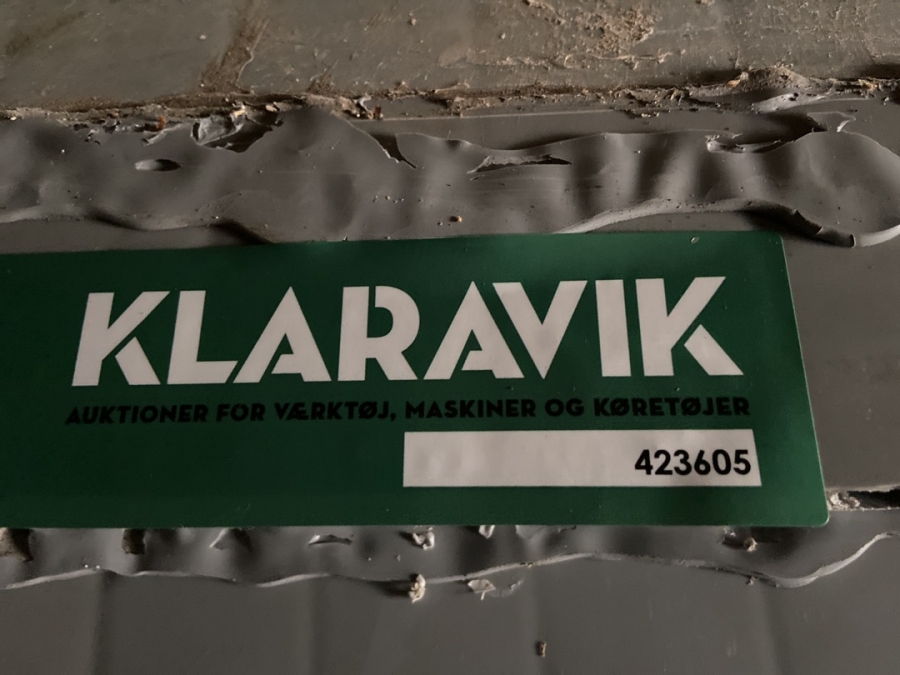 KLARAVIK
AUKTIONER FOR VÆRKTØJ, MASKINER OG KØRETØJER
423605